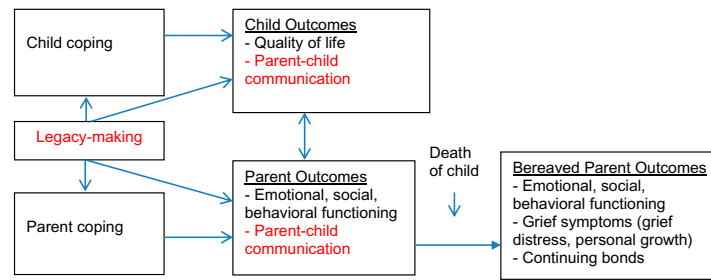 Child coping
Child Outcomes
- Quality of life
- Parent-child
communication
Legacy-making
Parent coping
Parent Outcomes
- Emotional, social,
behavioral functioning
- Parent-child
communication
Death
of child
Bereaved Parent Outcomes
- Emotional, social,
behavioral functioning
- Grief symptoms (grief
distress, personal growth)
- Continuing bonds